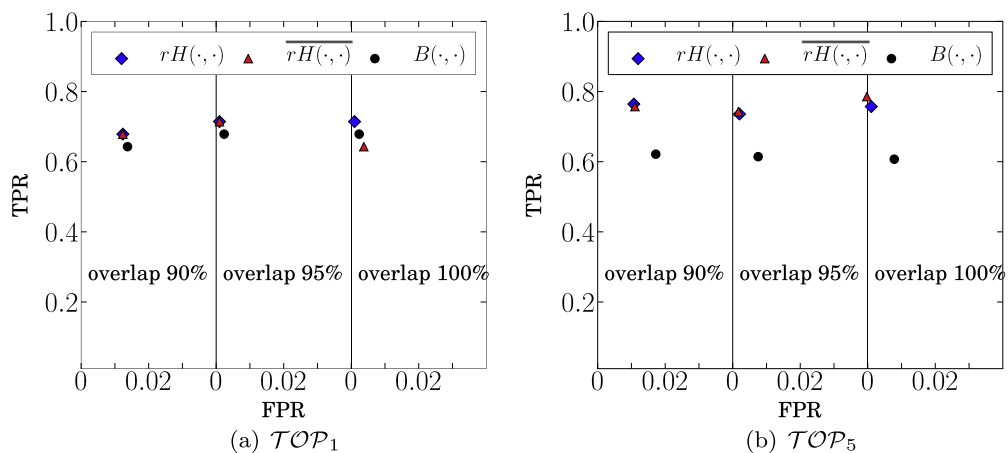 1.0
rH(·,·) \overline{rH(·,·)} B(·,·)
0.8
0.6
TPR
0.4
overlap 90% overlap 95% overlap 100%
0.2
0 0.02 0 0.02 0 0.02
FPR
(a) 𝒯𝒪𝒫₁
1.0
rH(·,·) \overline{rH(·,·)} B(·,·)
0.8
0.6
TPR
0.4
overlap 90% overlap 95% overlap 100%
0.2
0 0.02 0 0.02 0 0.02
FPR
(b) 𝒯𝒪𝒫₅